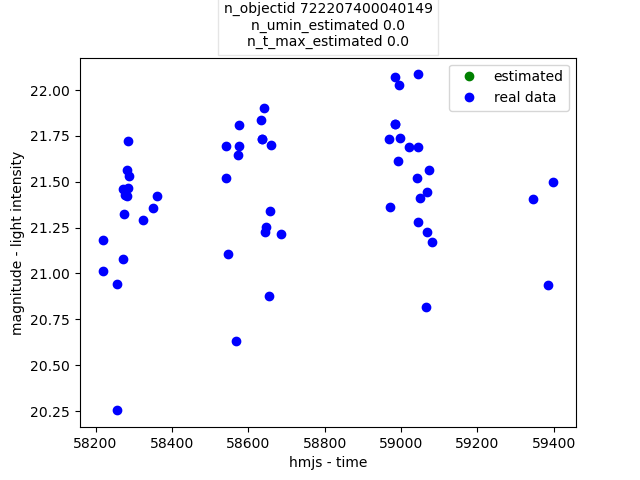 n_objectid 722207400040149
n_umin_estimated 0.0
n_t_max_estimated 0.0
estimated
real data
magnitude - light intensity
22.00
21.75
21.50
21.25
21.00
20.75
20.50
20.25
58200 58400 58600 58800 59000 59200 59400
hmjs - time